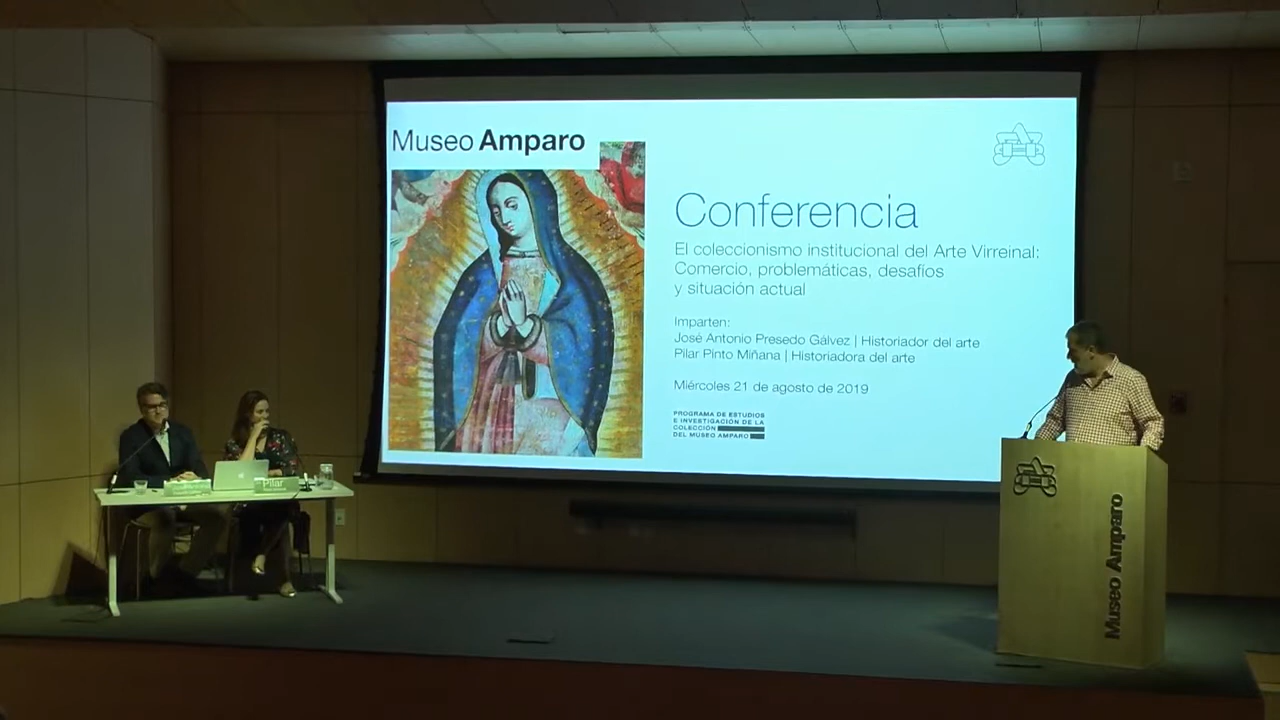 Museo Amparo
Conferencia
El coleccionismo institucional del Arte Virreinal:
Comercio, problemáticas, desafíos
y situación actual
Imparten:
José Antonio Presedo Gálvez | Historiador del arte
Pilar Pinto Miñana | Historiadora del arte
Miércoles 21 de agosto de 2019
PROGRAMA DE ESTUDIOS
E INVESTIGACIÓN DE LA
COLECCIÓN
DEL MUSEO AMPARO
Pilar
Museo Amparo